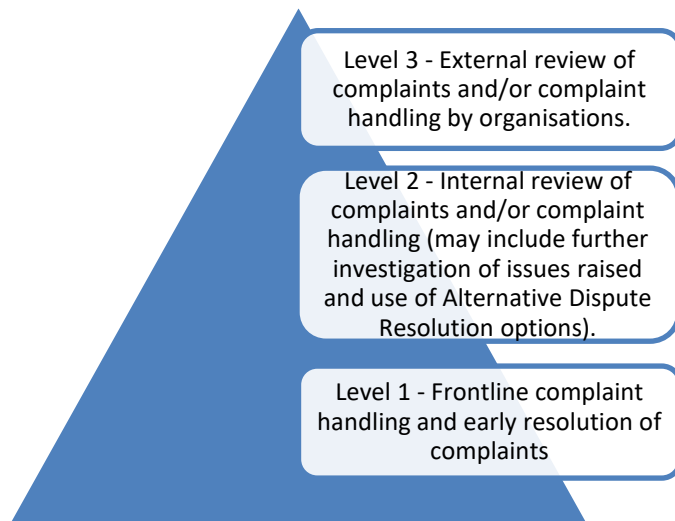 Level 3 - External review of
complaints and/or complaint
handling by organisations.
Level 2 - Internal review of
complaints and/or complaint
handling (may include further
investigation of issues raised
and use of Alternative Dispute
Resolution options).
Level 1 - Frontline complaint
handling and early resolution of
complaints